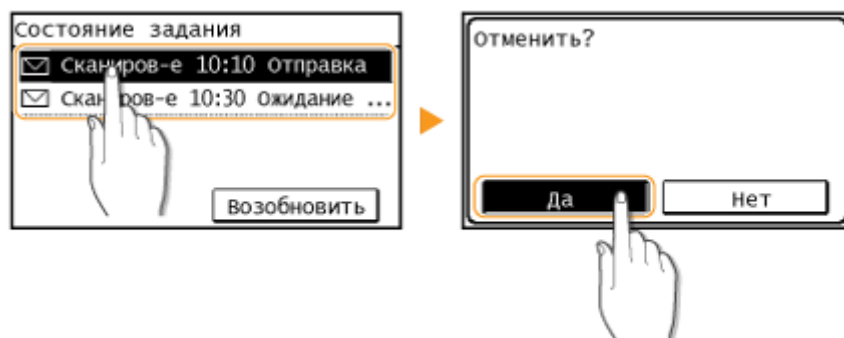 Состояние задания
Сканиров-е 10:10 Отправка
Сканиров-е 10:30 Ожидание ...
Возобновить
Отменить?
Да
Нет